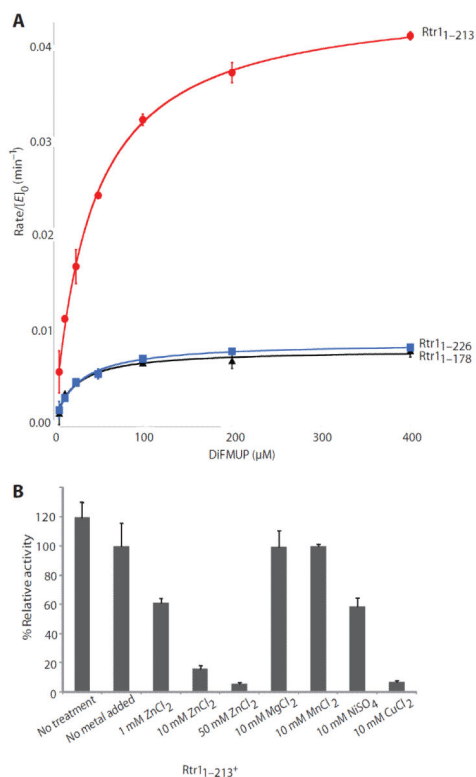 A
0.04
0.03
0.02
0.01
0.00
Rate/[E]0 (min−1)
Rtr11–213
Rtr11–226
Rtr11–178
0
100
200
300
400
DiFMUP (µM)
B
120
100
80
60
40
20
0
% Relative activity
No treatment
No metal added
1 mM ZnCl2
10 mM ZnCl2
50 mM ZnCl2
10 mM MgCl2
10 mM MnCl2
10 mM NiSO4
10 mM CuCl2
Rtr11–213+